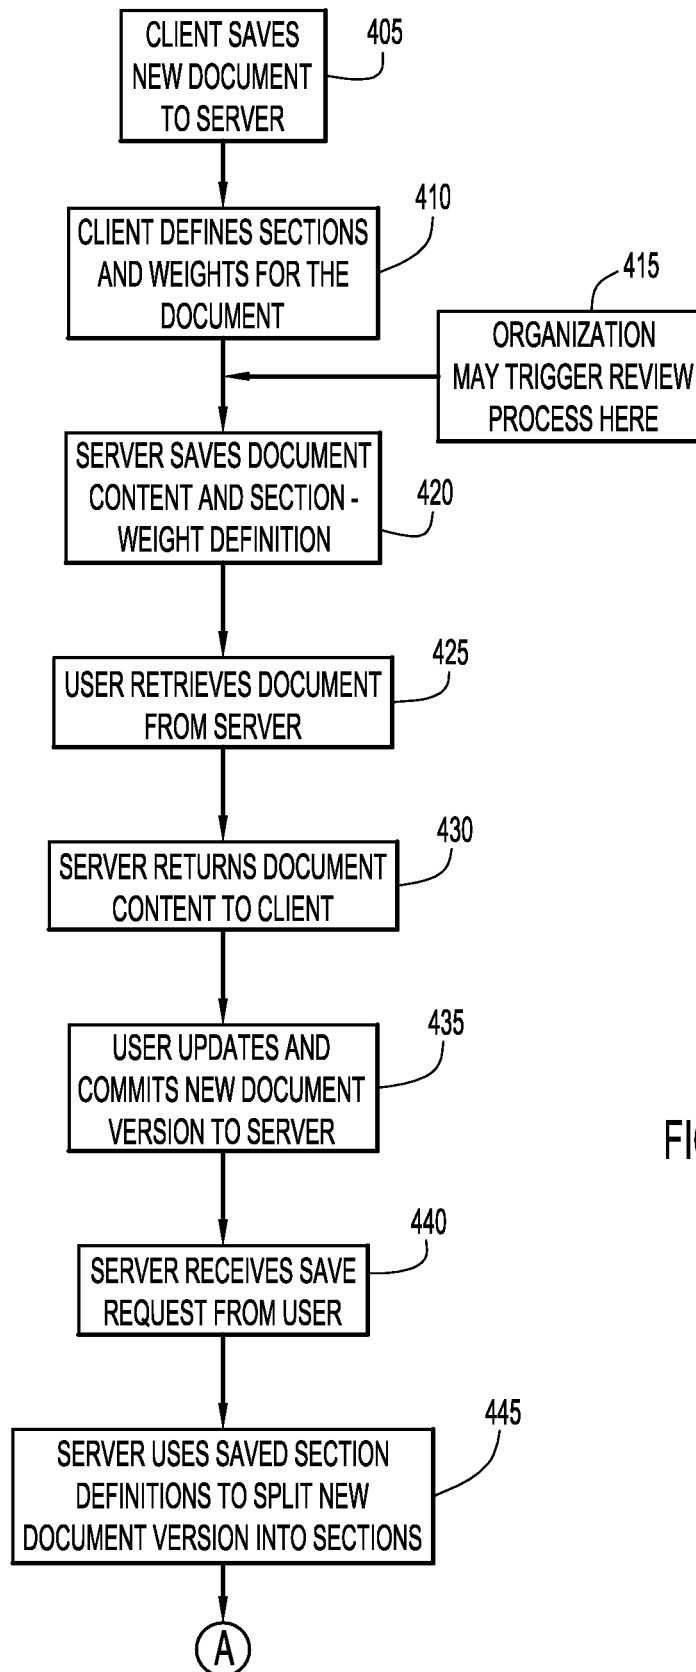 CLIENT SAVES
NEW DOCUMENT
TO SERVER
405
CLIENT DEFINES SECTIONS
AND WEIGHTS FOR THE
DOCUMENT
410
ORGANIZATION
MAY TRIGGER REVIEW
PROCESS HERE
415
SERVER SAVES DOCUMENT
CONTENT AND SECTION -
WEIGHT DEFINITION
420
USER RETRIEVES DOCUMENT
FROM SERVER
425
SERVER RETURNS DOCUMENT
CONTENT TO CLIENT
430
USER UPDATES AND
COMMITS NEW DOCUMENT
VERSION TO SERVER
435
SERVER RECEIVES SAVE
REQUEST FROM USER
440
SERVER USES SAVED SECTION
DEFINITIONS TO SPLIT NEW
DOCUMENT VERSION INTO SECTIONS
445
A